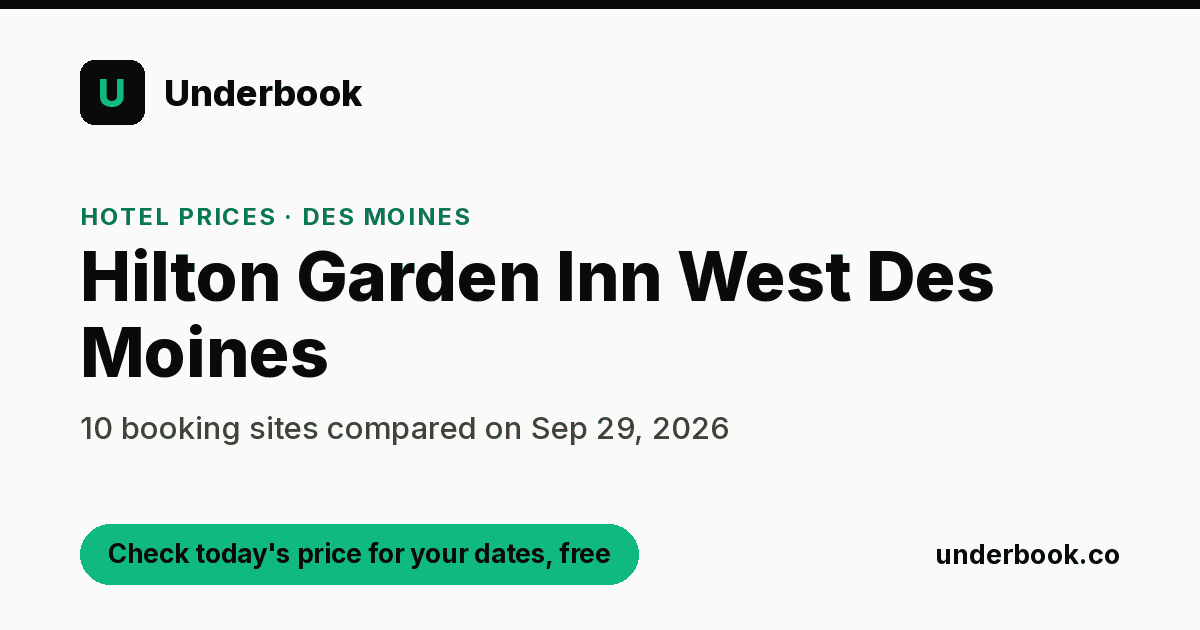 U Underbook
HOTEL PRICES · DES MOINES
Hilton Garden Inn West Des
Moines
10 booking sites compared on Sep 29, 2026
Check today's price for your dates, free
underbook.co